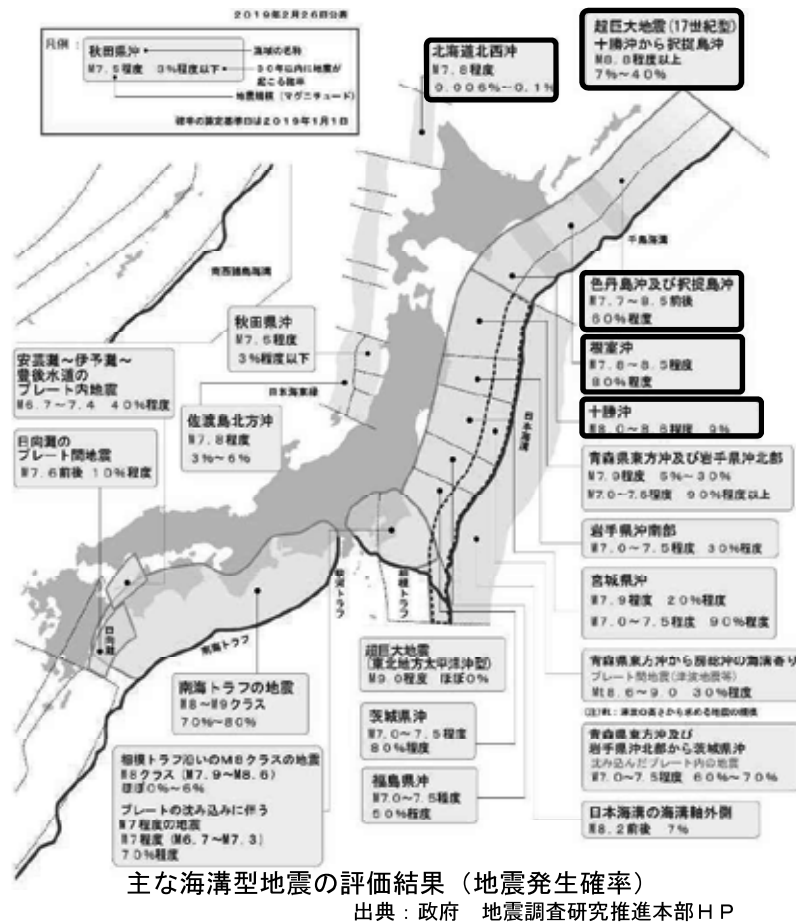 2019年2月26日公表
凡例:
秋田県沖
M7.5程度 3%程度以下
領域の名称
30年以内に地震が
起こる確率
地震規模(マグニチュード)
確率の算定基準日は2019年1月1日
北海道北西沖
M7.8程度
0.006%~0.1%
超巨大地震(17世紀型)
十勝沖から択捉島沖
M8.8程度以上
7%~40%
千島海溝
南西諸島海溝
色丹島沖及び択捉島沖
M7.7~8.5前後
60%程度
秋田県沖
M7.5程度
3%程度以下
根室沖
M7.8~8.5程度
80%程度
安芸灘~伊予灘~
豊後水道の
プレート内地震
M6.7~7.4 40%程度
日本海東縁
佐渡島北方沖
M7.8程度
3%~6%
日本海溝
十勝沖
M8.0~8.6程度 9%
日向灘の
プレート間地震
M7.6前後 10%程度
青森県東方沖及び岩手県沖北部
M7.9程度 5%~30%
M7.0~7.5程度 90%程度以上
岩手県沖南部
M7.0~7.5程度 30%程度
宮城県沖
M7.9程度 20%程度
M7.0~7.5程度 90%程度
日向灘
南海トラフ
駿河トラフ
相模トラフ
超巨大地震
(東北地方太平洋沖型)
M9.0程度 ほぼ0%
青森県東方沖から房総沖の海溝寄り
プレート間地震(津波地震等)
Mt8.6~9.0 30%程度
(注)Mt:津波の高さから求める地震の規模
南海トラフの地震
M8~M9クラス
70%~80%
茨城県沖
M7.0~7.5程度
80%程度
青森県東方沖及び
岩手県沖北部から茨城県沖
沈み込んだプレート内の地震
M7.0~7.5程度 60%~70%
相模トラフ沿いのM8クラスの地震
M8クラス(M7.9~M8.6)
ほぼ0%~6%
プレートの沈み込みに伴う
M7程度の地震
M7程度(M6.7~M7.3)
70%程度
福島県沖
M7.0~7.5程度
50%程度
日本海溝の海溝軸外側
M8.2前後 7%
主な海溝型地震の評価結果(地震発生確率)
出典:政府 地震調査研究推進本部HP